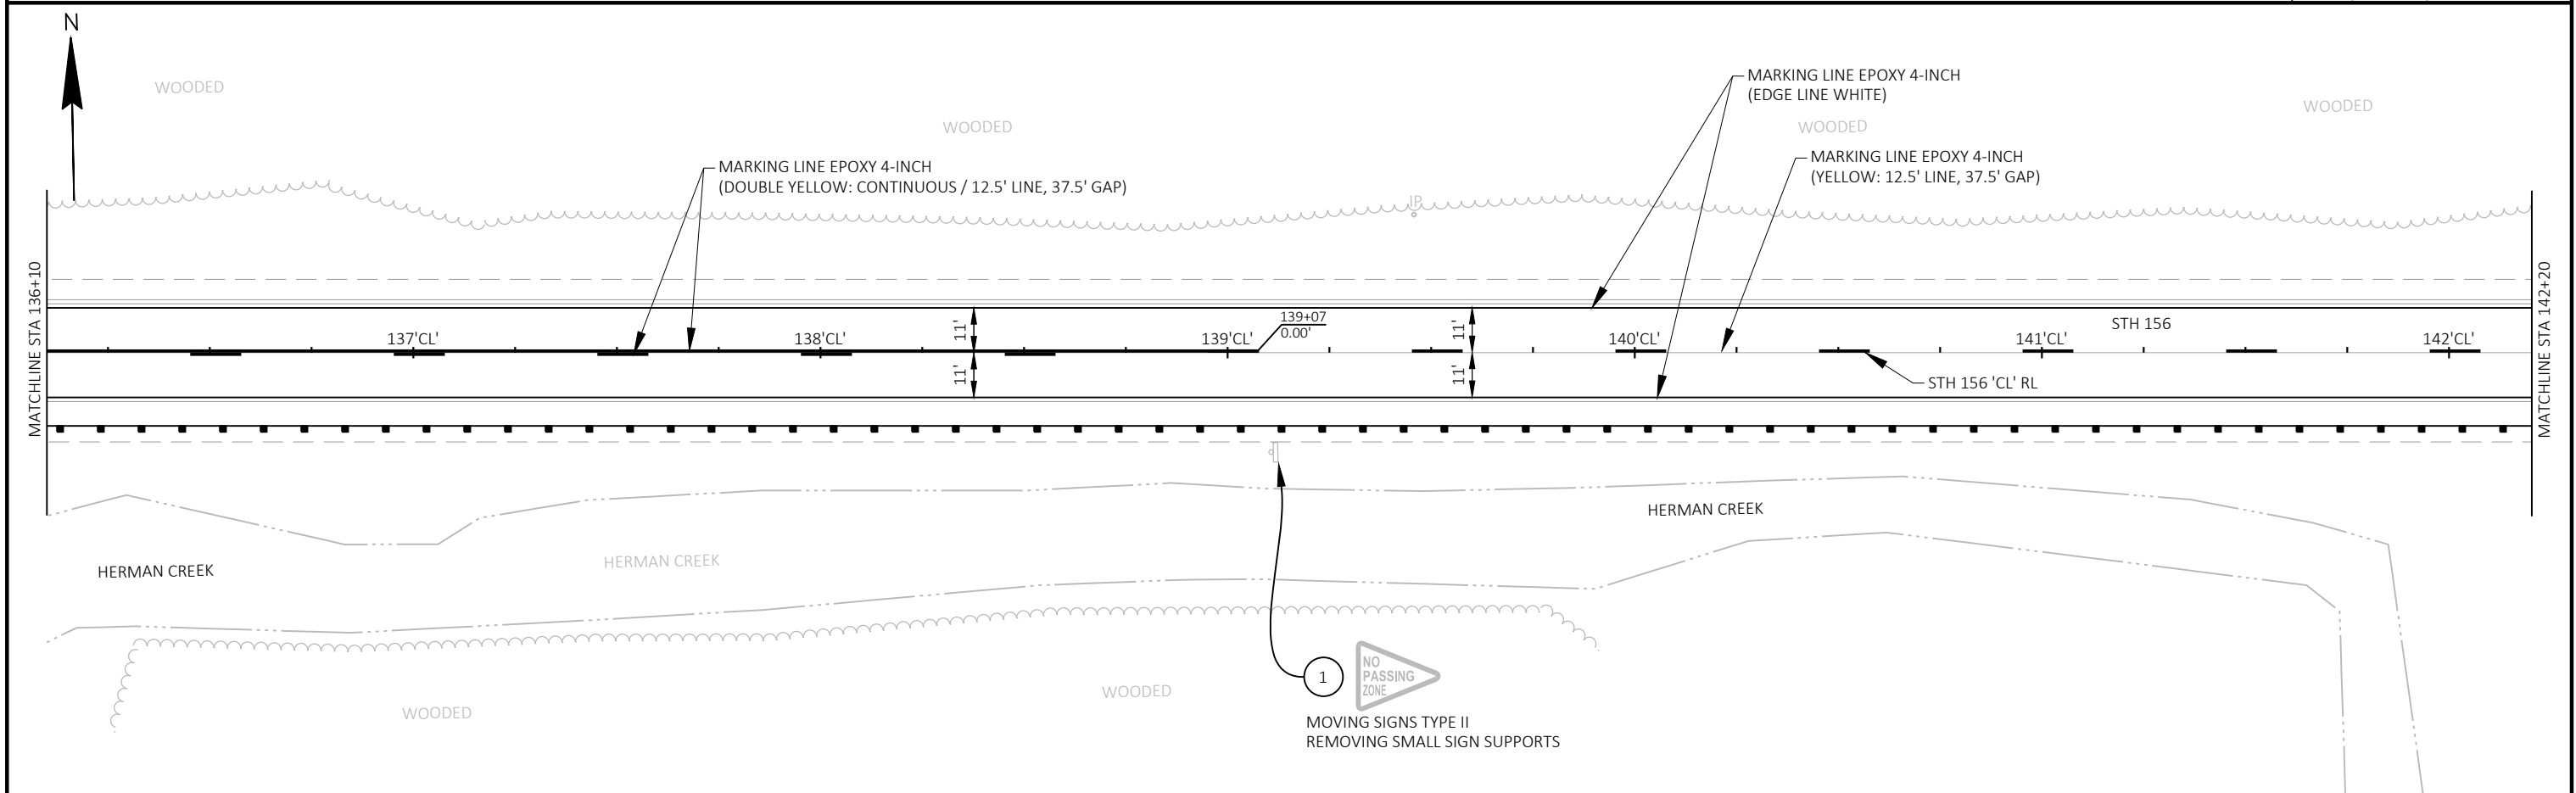 N
WOODED
WOODED
WOODED
WOODED
MARKING LINE EPOXY 4-INCH
(EDGE LINE WHITE)
MARKING LINE EPOXY 4-INCH
(DOUBLE YELLOW: CONTINUOUS / 12.5' LINE, 37.5' GAP)
MARKING LINE EPOXY 4-INCH
(YELLOW: 12.5' LINE, 37.5' GAP)
IP
MATCHLINE STA 136+10
MATCHLINE STA 142+20
137'CL'
138'CL'
11'
139'CL'
139+07
0.00'
11'
140'CL'
141'CL'
STH 156
142'CL'
11'
11'
STH 156 'CL' RL
HERMAN CREEK
HERMAN CREEK
HERMAN CREEK
WOODED
WOODED
1
NO
PASSING
ZONE
MOVING SIGNS TYPE II
REMOVING SMALL SIGN SUPPORTS